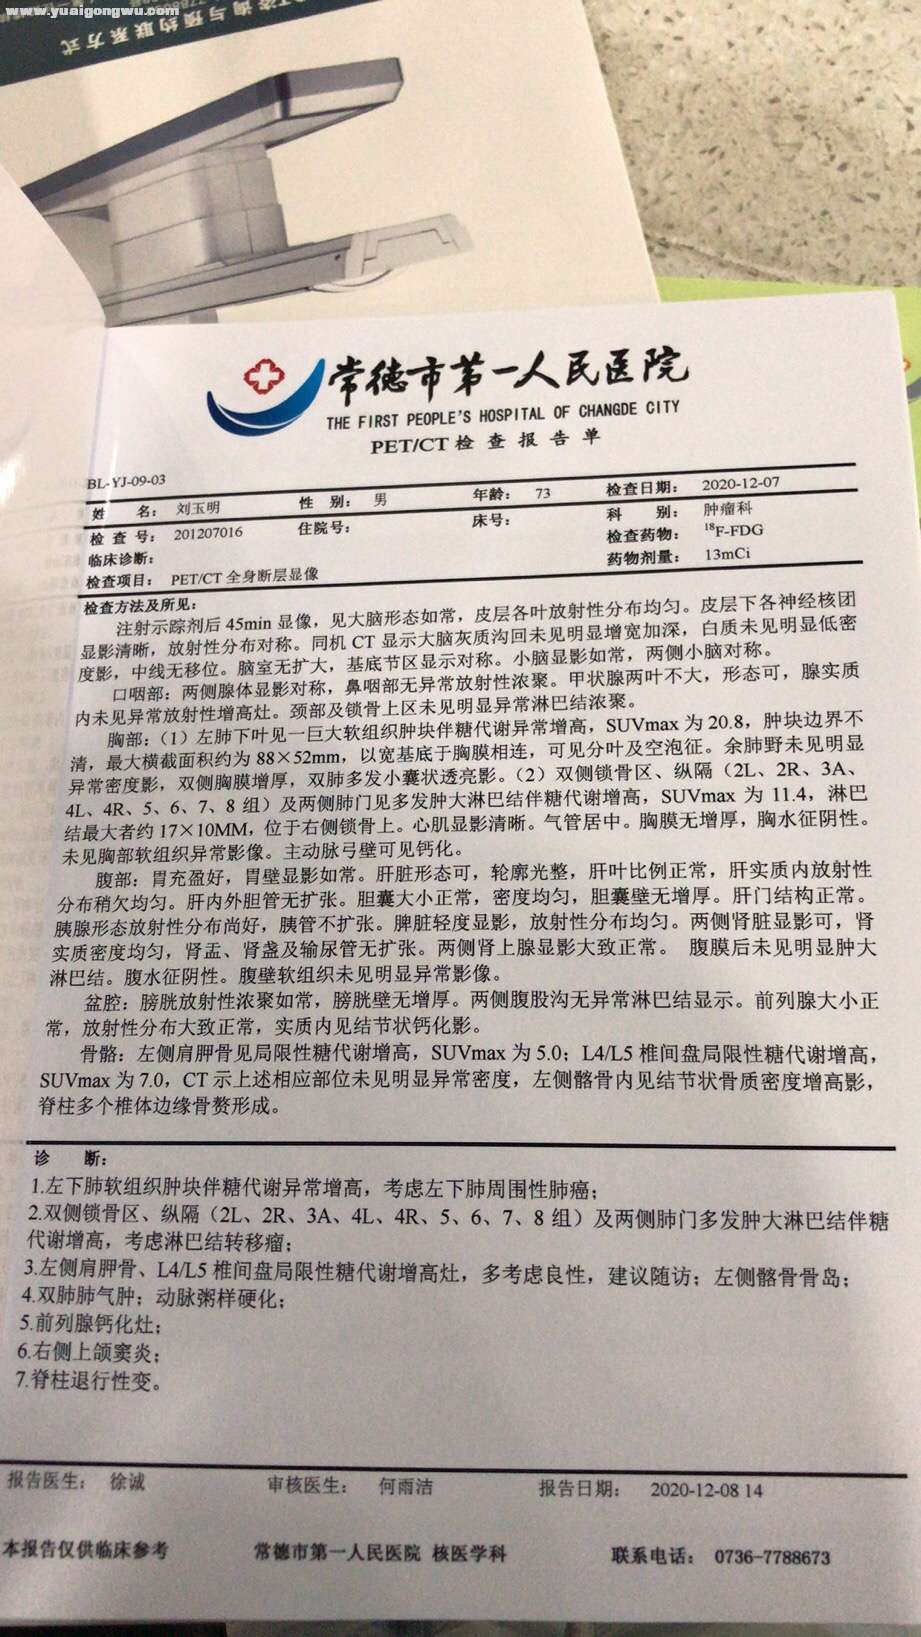 www.yuaigongwu.com
CT咨询与预约联系方式
常德市第一人民医院
THE FIRST PEOPLE'S HOSPITAL OF CHANGDE CITY
PET/CT 检 查 报 告 单
BL-YJ-09-03
姓 名: 刘玉明 性 别: 男 年龄: 73 检查日期: 2020-12-07
检 查 号: 201207016 住院号: 床号: 科 别: 肿瘤科
临床诊断: 检查药物: ¹⁸F-FDG
检查项目: PET/CT 全身断层显像 药物剂量: 13mCi
检查方法及所见:
注射示踪剂后 45min 显像，见大脑形态如常，皮层各叶放射性分布均匀。皮层下各神经核团
显影清晰，放射性分布对称。同机 CT 显示大脑灰质沟回未见明显增宽加深，白质未见明显低密
度影，中线无移位。脑室无扩大，基底节区显示对称。小脑显影如常，两侧小脑对称。
口咽部：两侧腺体显影对称，鼻咽部无异常放射性浓聚。甲状腺两叶不大，形态可，腺实质
内未见异常放射性增高灶。颈部及锁骨上区未见明显异常淋巴结浓聚。
胸部：（1）左肺下叶见一巨大软组织肿块伴糖代谢异常增高，SUVmax 为 20.8，肿块边界不
清，最大横截面积约为 88×52mm，以宽基底于胸膜相连，可见分叶及空泡征。余肺野未见明显
异常密度影，双侧胸膜增厚，双肺多发小囊状透亮影。（2）双侧锁骨区、纵隔（2L、2R、3A、
4L、4R、5、6、7、8 组）及两侧肺门见多发肿大淋巴结伴糖代谢增高，SUVmax 为 11.4，淋巴
结最大者约 17×10MM，位于右侧锁骨上。心肌显影清晰。气管居中。胸膜无增厚，胸水征阴性。
未见胸部软组织异常影像。主动脉弓壁可见钙化。
腹部：胃充盈好，胃壁显影如常。肝脏形态可，轮廓光整，肝叶比例正常，肝实质内放射性
分布稍欠均匀。肝内外胆管无扩张。胆囊大小正常，密度均匀，胆囊壁无增厚。肝门结构正常。
胰腺形态放射性分布尚好，胰管不扩张。脾脏轻度显影，放射性分布均匀。两侧肾脏显影可，肾
实质密度均匀，肾盂、肾盏及输尿管无扩张。两侧肾上腺显影大致正常。 腹膜后未见明显肿大
淋巴结。腹水征阴性。腹壁软组织未见明显异常影像。
盆腔：膀胱放射性浓聚如常，膀胱壁无增厚。两侧腹股沟无异常淋巴结显示。前列腺大小正
常，放射性分布大致正常，实质内见结节状钙化影。
骨骼：左侧肩胛骨见局限性糖代谢增高，SUVmax 为 5.0；L4/L5 椎间盘局限性糖代谢增高，
SUVmax 为 7.0，CT 示上述相应部位未见明显异常密度，左侧髂骨内见结节状骨质密度增高影，
脊柱多个椎体边缘骨赘形成。
诊 断:
1.左下肺软组织肿块伴糖代谢异常增高，考虑左下肺周围性肺癌；
2.双侧锁骨区、纵隔（2L、2R、3A、4L、4R、5、6、7、8 组）及两侧肺门多发肿大淋巴结伴糖
代谢增高，考虑淋巴结转移瘤；
3.左侧肩胛骨、L4/L5 椎间盘局限性糖代谢增高灶，多考虑良性，建议随访；左侧髂骨骨岛；
4.双肺肺气肿；动脉粥样硬化；
5.前列腺钙化灶；
6.右侧上颌窦炎；
7.脊柱退行性变。
报告医生: 徐诚 审核医生: 何雨洁 报告日期: 2020-12-08 14
本报告仅供临床参考 常德市第一人民医院 核医学科 联系电话: 0736-7788673